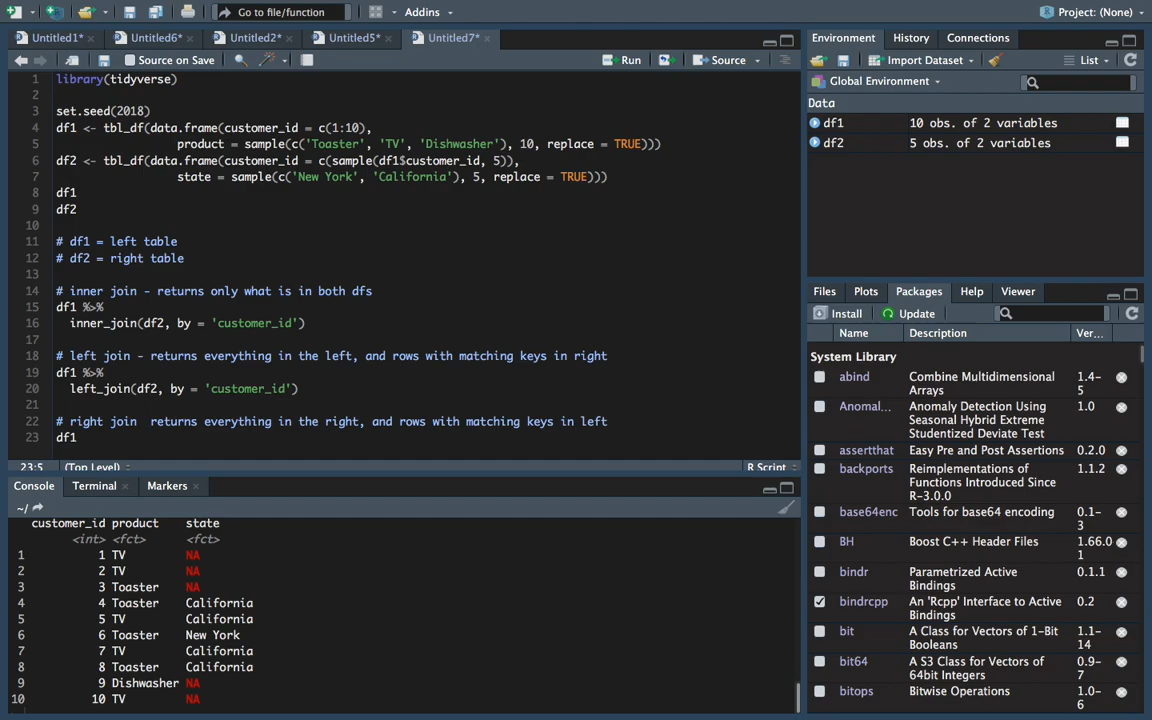 Go to file/function
Addins
Project: (None)
Untitled1*
Untitled6*
Untitled2*
Untitled5*
Untitled7*
Source on Save
Run
Source
1 library(tidyverse)
2
3 set.seed(2018)
4 df1 <- tbl_df(data.frame(customer_id = c(1:10),
5 product = sample(c('Toaster', 'TV', 'Dishwasher'), 10, replace = TRUE)))
6 df2 <- tbl_df(data.frame(customer_id = c(sample(df1$customer_id, 5)),
7 state = sample(c('New York', 'California'), 5, replace = TRUE)))
8 df1
9 df2
10
11 # df1 = left table
12 # df2 = right table
13
14 # inner join - returns only what is in both dfs
15 df1 %>%
16 inner_join(df2, by = 'customer_id')
17
18 # left join - returns everything in the left, and rows with matching keys in right
19 df1 %>%
20 left_join(df2, by = 'customer_id')
21
22 # right join  returns everything in the right, and rows with matching keys in left
23 df1
23:5 (Top Level) R Script
Console
Terminal
Markers
~/
customer_id product state
<int> <fct> <fct>
1 1 TV NA
2 2 TV NA
3 3 Toaster NA
4 4 Toaster California
5 5 TV California
6 6 Toaster New York
7 7 TV California
8 8 Toaster California
9 9 Dishwasher NA
10 10 TV NA
Environment
History
Connections
Import Dataset
List
Global Environment
Data
df1 10 obs. of 2 variables
df2 5 obs. of 2 variables
Files
Plots
Packages
Help
Viewer
Install
Update
Name Description Ver...
System Library
abind Combine Multidimensional 1.4-
Arrays 5
Anomal... Anomaly Detection Using 1.0
Seasonal Hybrid Extreme
Studentized Deviate Test
assertthat Easy Pre and Post Assertions 0.2.0
backports Reimplementations of 1.1.2
Functions Introduced Since
R-3.0.0
base64enc Tools for base64 encoding 0.1-
3
BH Boost C++ Header Files 1.66.0
1
bindr Parametrized Active 0.1.1
Bindings
bindrcpp An 'Rcpp' Interface to Active 0.2
Bindings
bit A Class for Vectors of 1-Bit 1.1-
Booleans 14
bit64 A S3 Class for Vectors of 0.9-
64bit Integers 7
bitops Bitwise Operations 1.0-
6